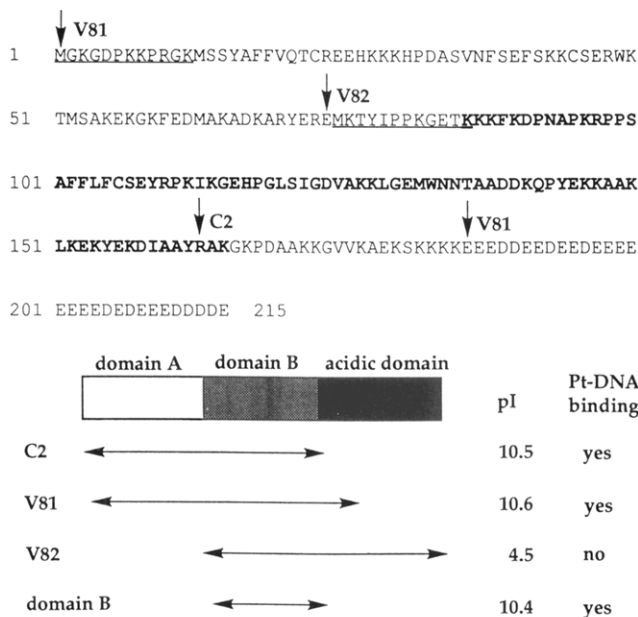 V81
1 MGKGDPKKPRGKMSSYAFFVQTCREEHKKKHPDASVNFSEFSKKCSERWK
V82
51 TMSAKEKGKFEDMAKADKARYEREMKTYIPPKGETKKKFKDPNAPKRPPS
101 AFFLFCSEYRPKIKGEHPGLSIGDVAKKLGEMWNNTAADDKQPYEKKAAK
C2 V81
151 LKEKYEKDIAAYRAKGKPDAAKKGVVKAEKSKKKKEEEDDEEDEEDEEEE
201 EEEEDEDEEEDDDDE 215
domain A domain B acidic domain pI Pt-DNA binding
C2 10.5 yes
V81 10.6 yes
V82 4.5 no
domain B 10.4 yes